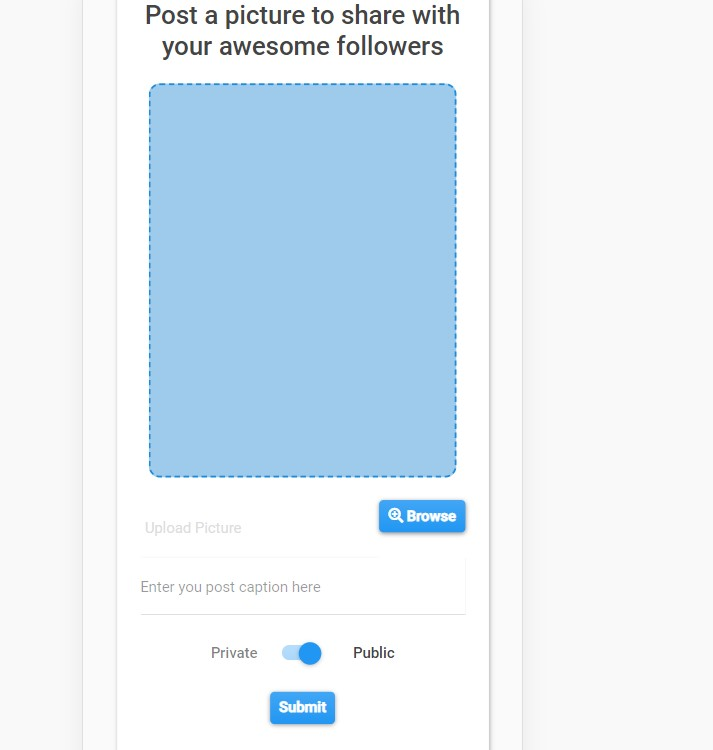 Post a picture to share with
your awesome followers
Upload Picture
Browse
Enter you post caption here
Private Public
Submit